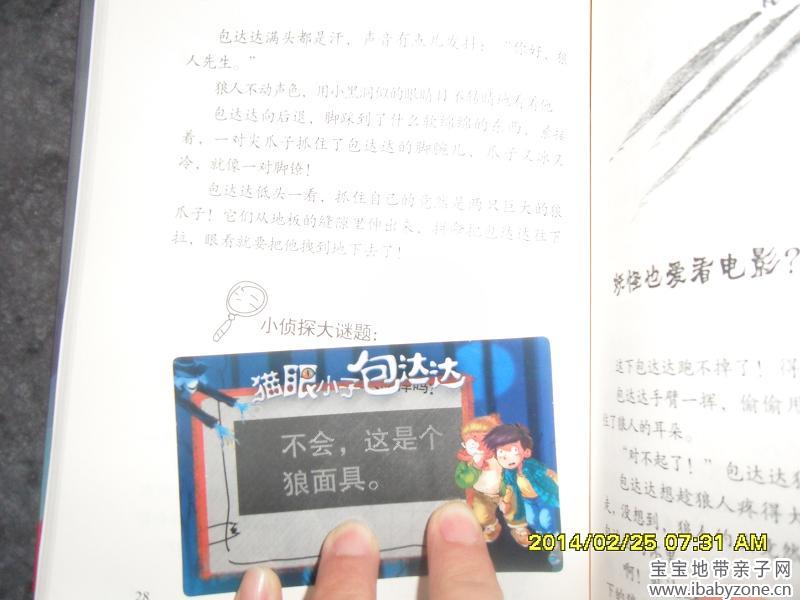 包达达满头都是汗，声音有点儿发抖：“你好，狼
人先生。”
狼人不动声色，用小黑洞似的眼睛目不转睛地看着他
包达达向后退，脚踩到了什么软绵绵的东西，紧接
着，一对尖爪子抓住了包达达的脚腕儿，爪子又冰又
冷，就像一对脚镣！
包达达低头一看，抓住自己的竟然是两只巨大的狼
爪子！它们从地板的缝隙里伸出来，拼命把包达达往下
拉，眼看就要把他拽到地下去了！
小侦探大谜题：
猫眼小子包达达
不会，这是个
狼面具。
28
妖怪也爱看电影？
这下包达达跑不掉了！得
包达达手臂一挥，偷偷用
住了狼人的耳朵。
“对不起了！”包达达
包达达想趁狼人疼得大
走，没想到，狼人
啊！
2014/02/25 07:31 AM
宝宝地带亲子网
www.ibabyzone.cn